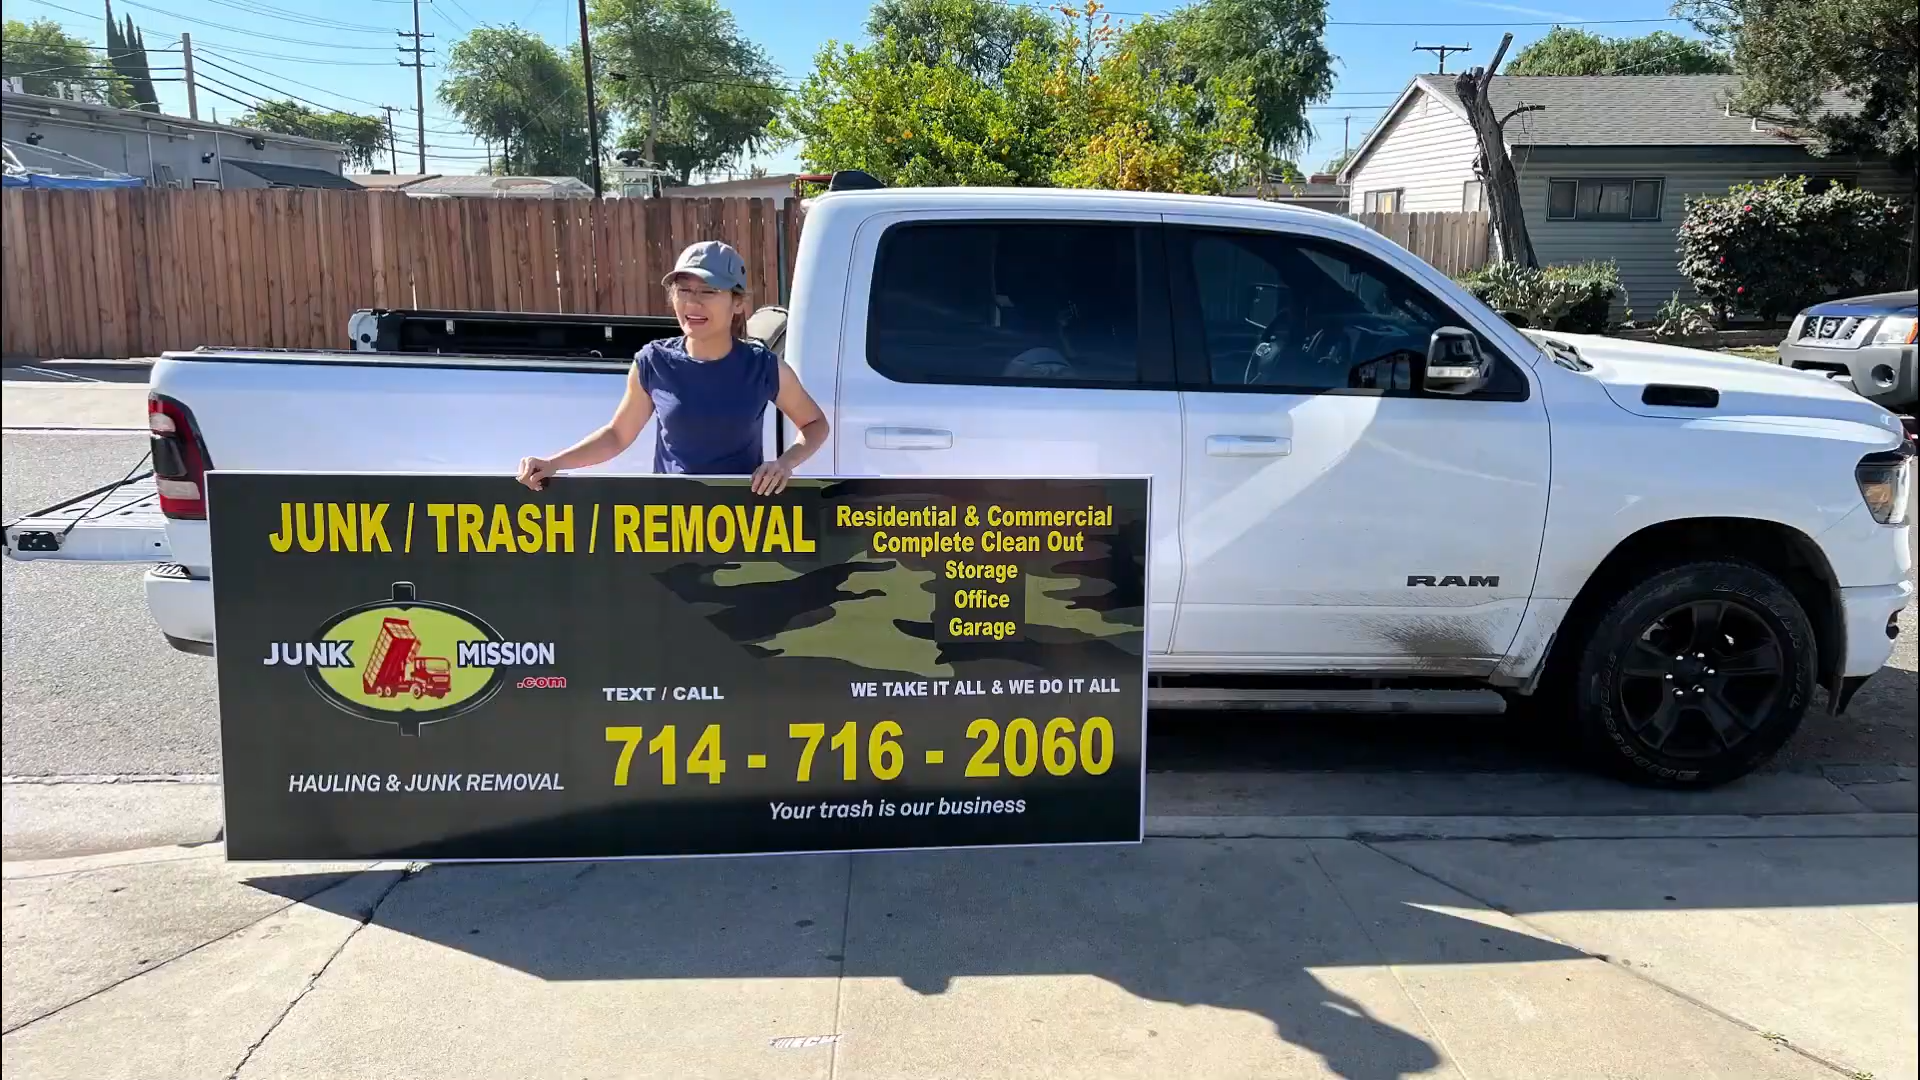 JUNK / TRASH / REMOVAL
Residential & Commercial
Complete Clean Out
Storage
Office
Garage
JUNK MISSION
.com
TEXT / CALL
WE TAKE IT ALL & WE DO IT ALL
714 - 716 - 2060
HAULING & JUNK REMOVAL
Your trash is our business
RAM